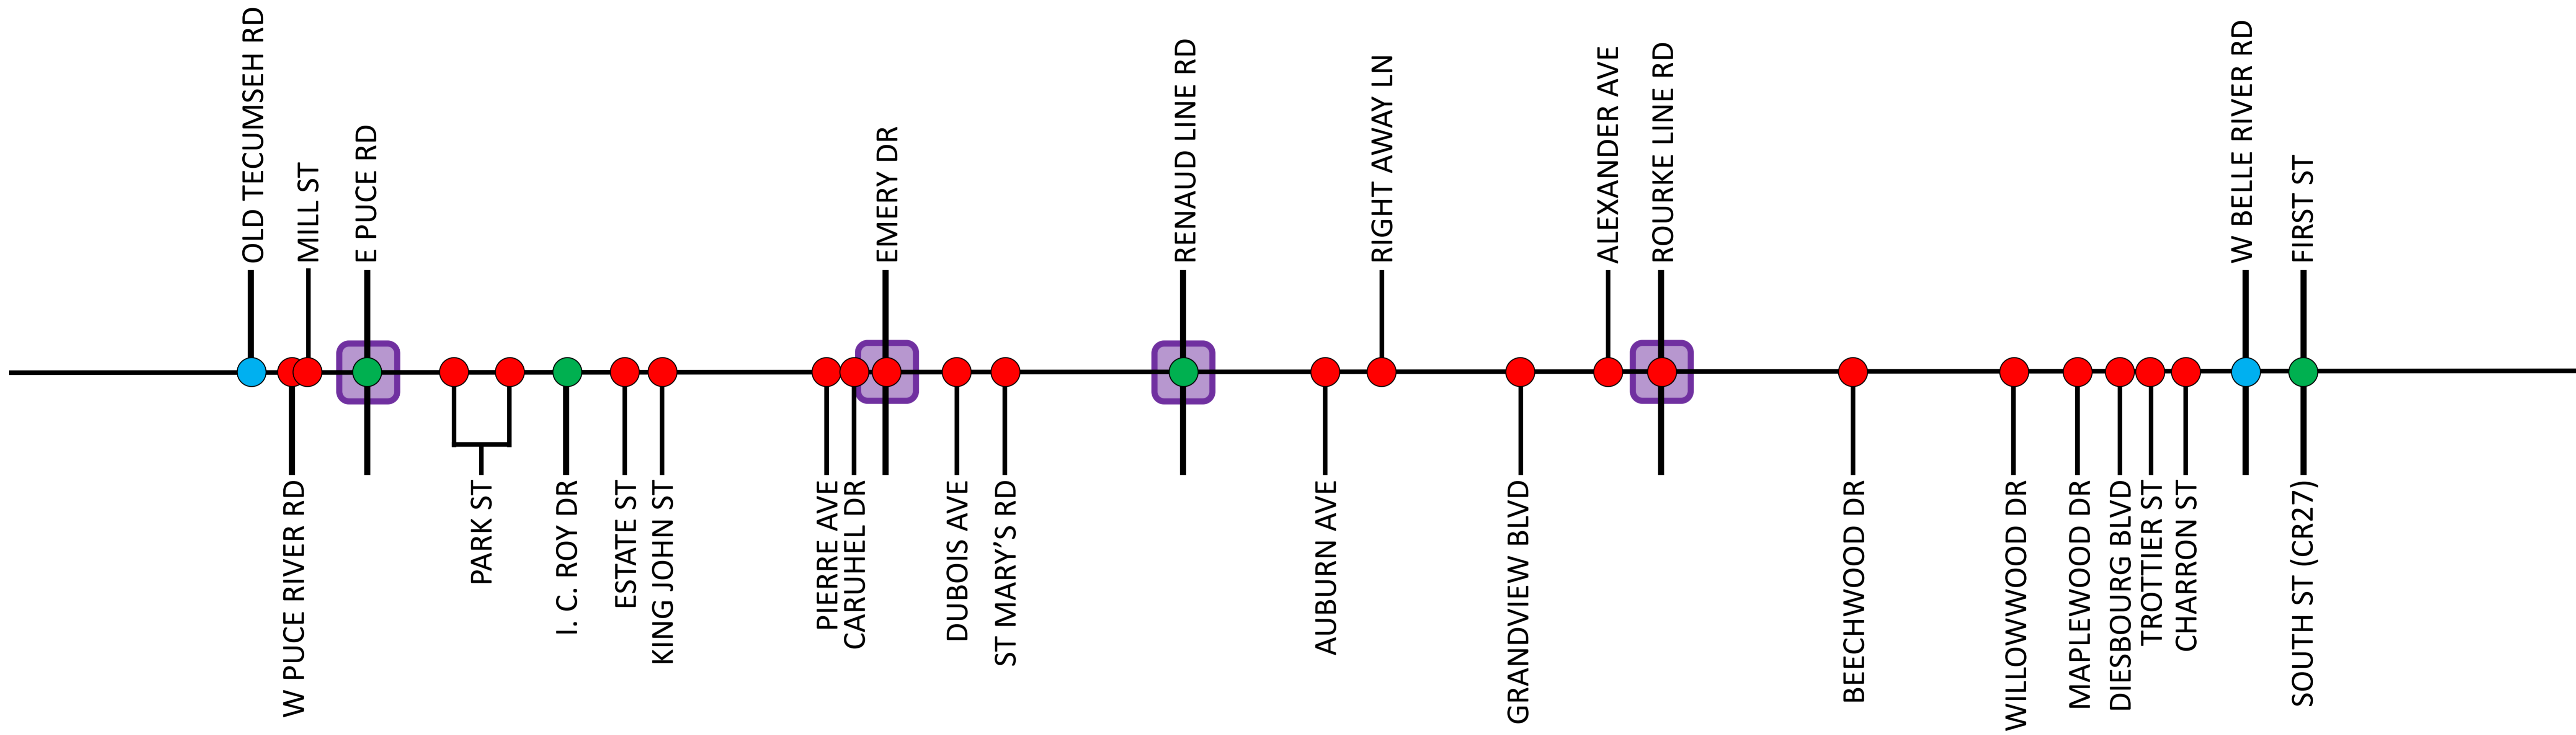 OLD TECUMSEH RD
MILL ST
E PUCE RD
EMERY DR
RENAUD LINE RD
RIGHT AWAY LN
ALEXANDER AVE
ROURKE LINE RD
W BELLE RIVER RD
FIRST ST
W PUCE RIVER RD
PARK ST
I. C. ROY DR
ESTATE ST
KING JOHN ST
PIERRE AVE
CARUHEL DR
DUBOIS AVE
ST MARY’S RD
AUBURN AVE
GRANDVIEW BLVD
BEECHWOOD DR
WILLOWWOOD DR
MAPLEWOOD DR
DIESBOURG BLVD
TROTTIER ST
CHARRON ST
SOUTH ST (CR27)